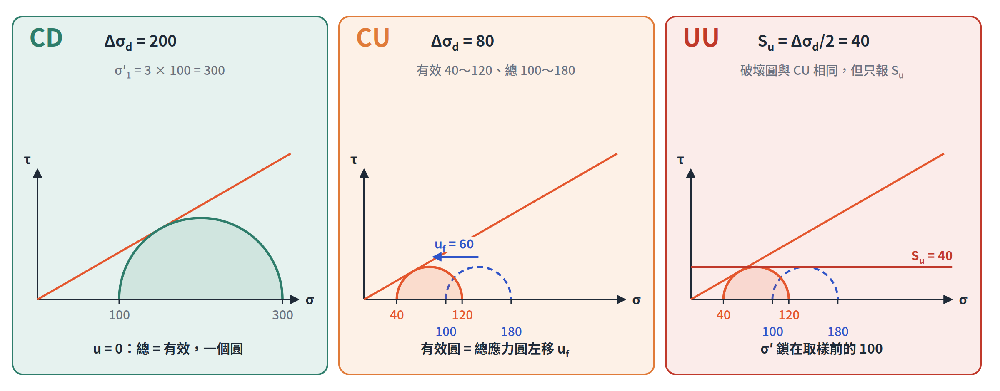 CD
Δσd = 200
σ′1 = 3 × 100 = 300
τ
σ
100
300
u = 0：總 = 有效，一個圓
CU
Δσd = 80
有效 40～120、總 100～180
τ
uf = 60
σ
40
120
100
180
有效圓 = 總應力圓左移 uf
UU
Su = Δσd/2 = 40
破壞圓與 CU 相同，但只報 Su
τ
Su = 40
σ
40
120
100
180
σ′ 鎖在取樣前的 100